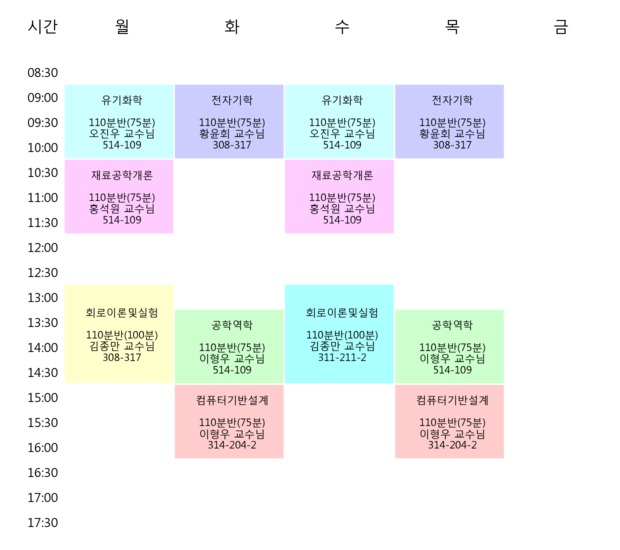 시간 월 화 수 목 금
08:30
09:00
09:30
10:00
10:30
11:00
11:30
12:00
12:30
13:00
13:30
14:00
14:30
15:00
15:30
16:00
16:30
17:00
17:30
유기화학
110분반(75분)
오진우 교수님
514-109
재료공학개론
110분반(75분)
홍석원 교수님
514-109
회로이론및실험
110분반(100분)
김종만 교수님
308-317
전자기학
110분반(75분)
황윤회 교수님
308-317
공학역학
110분반(75분)
이형우 교수님
514-109
컴퓨터기반설계
110분반(75분)
이형우 교수님
314-204-2
유기화학
110분반(75분)
오진우 교수님
514-109
재료공학개론
110분반(75분)
홍석원 교수님
514-109
회로이론및실험
110분반(100분)
김종만 교수님
311-211-2
전자기학
110분반(75분)
황윤회 교수님
308-317
공학역학
110분반(75분)
이형우 교수님
514-109
컴퓨터기반설계
110분반(75분)
이형우 교수님
314-204-2